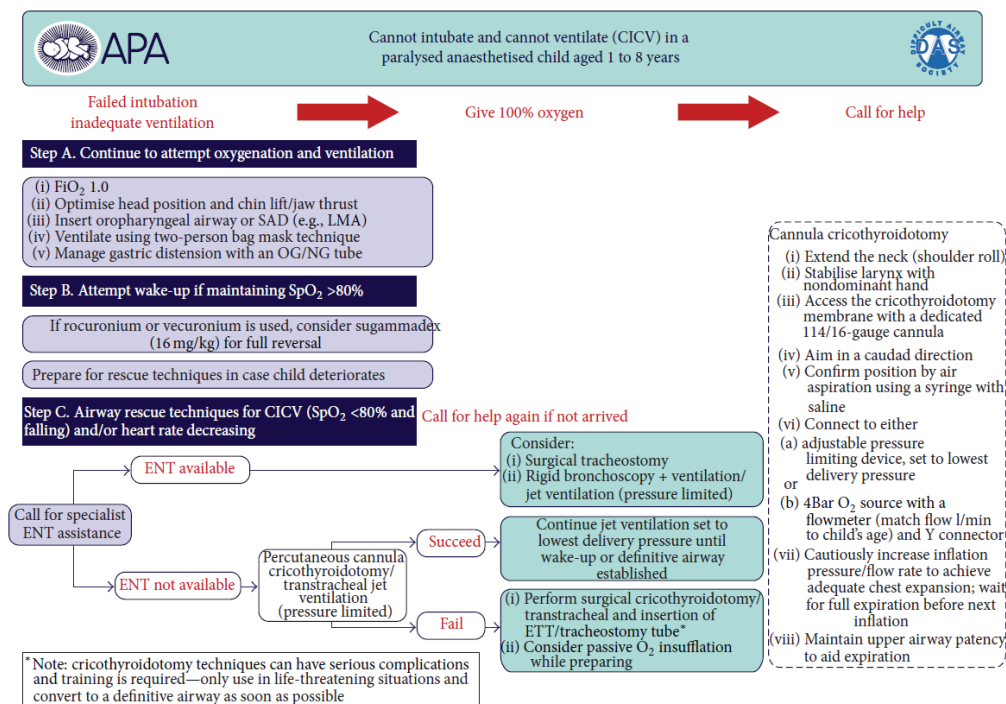 APA
Cannot intubate and cannot ventilate (CICV) in a
paralysed anaesthetised child aged 1 to 8 years
DIFFICULT AIRWAY
DAS
SOCIETY
Failed intubation
inadequate ventilation
Give 100% oxygen
Call for help
Step A. Continue to attempt oxygenation and ventilation
(i) FiO2 1.0
(ii) Optimise head position and chin lift/jaw thrust
(iii) Insert oropharyngeal airway or SAD (e.g., LMA)
(iv) Ventilate using two-person bag mask technique
(v) Manage gastric distension with an OG/NG tube
Step B. Attempt wake-up if maintaining SpO2 >80%
If rocuronium or vecuronium is used, consider sugammadex
(16 mg/kg) for full reversal
Prepare for rescue techniques in case child deteriorates
Step C. Airway rescue techniques for CICV (SpO2 <80% and
falling) and/or heart rate decreasing
Call for help again if not arrived
Call for specialist
ENT assistance
ENT available
Consider:
(i) Surgical tracheostomy
(ii) Rigid bronchoscopy + ventilation/
jet ventilation (pressure limited)
ENT not available
Percutaneous cannula
cricothyroidotomy/
transtracheal jet
ventilation
(pressure limited)
Succeed
Continue jet ventilation set to
lowest delivery pressure until
wake-up or definitive airway
established
Fail
(i) Perform surgical cricothyroidotomy/
transtracheal and insertion of
ETT/tracheostomy tube*
(ii) Consider passive O2 insufflation
while preparing
Cannula cricothyroidotomy
(i) Extend the neck (shoulder roll)
(ii) Stabilise larynx with
nondominant hand
(iii) Access the cricothyroidotomy
membrane with a dedicated
114/16-gauge cannula
(iv) Aim in a caudad direction
(v) Confirm position by air
aspiration using a syringe with
saline
(vi) Connect to either
(a) adjustable pressure
limiting device, set to lowest
delivery pressure
or
(b) 4Bar O2 source with a
flowmeter (match flow l/min
to child's age) and Y connector
(vii) Cautiously increase inflation
pressure/flow rate to achieve
adequate chest expansion; wait
for full expiration before next
inflation
(viii) Maintain upper airway patency
to aid expiration
*Note: cricothyroidotomy techniques can have serious complications
and training is required—only use in life-threatening situations and
convert to a definitive airway as soon as possible